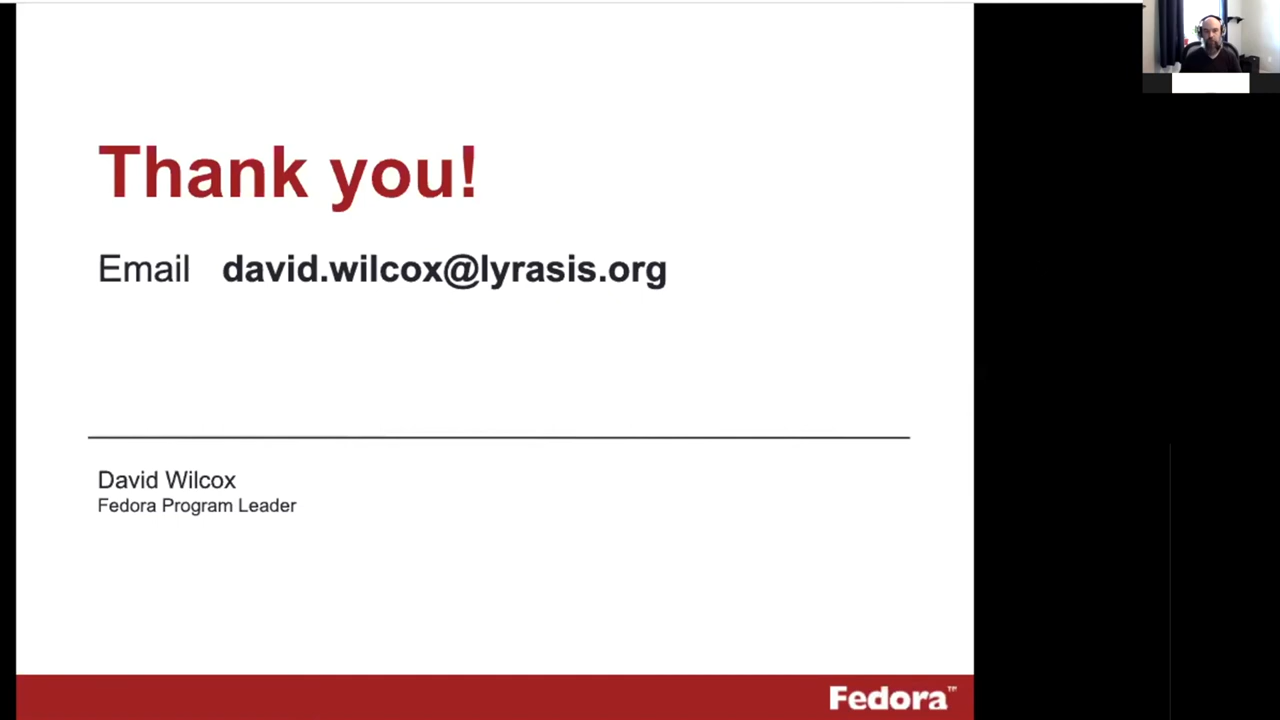 Thank you!
Email david.wilcox@lyrasis.org
David Wilcox
Fedora Program Leader
Fedora™